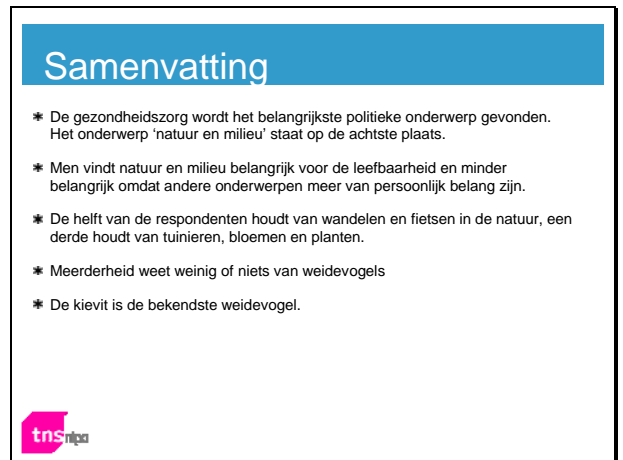 Samenvatting
De gezondheidszorg wordt het belangrijkste politieke onderwerp gevonden.
Het onderwerp ‘natuur en milieu’ staat op de achtste plaats.
Men vindt natuur en milieu belangrijk voor de leefbaarheid en minder
belangrijk omdat andere onderwerpen meer van persoonlijk belang zijn.
De helft van de respondenten houdt van wandelen en fietsen in de natuur, een
derde houdt van tuinieren, bloemen en planten.
Meerderheid weet weinig of niets van weidevogels
De kievit is de bekendste weidevogel.
tns nipo